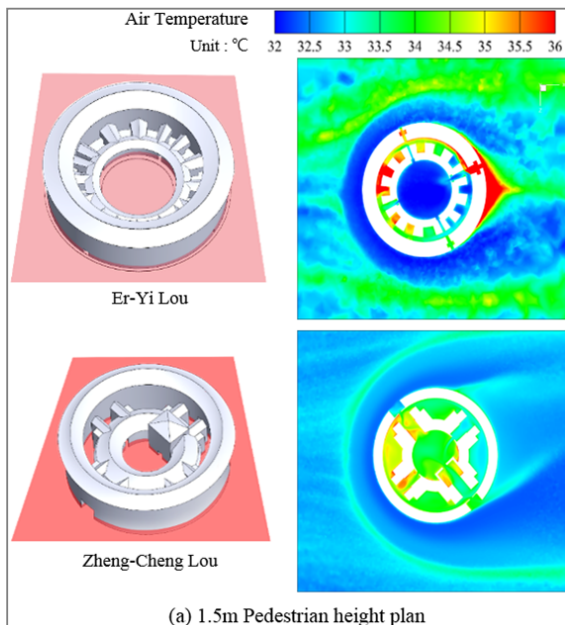 Air Temperature
Unit : ℃ 32 32.5 33 33.5 34 34.5 35 35.5 36
Er-Yi Lou
Zheng-Cheng Lou
(a) 1.5m Pedestrian height plan